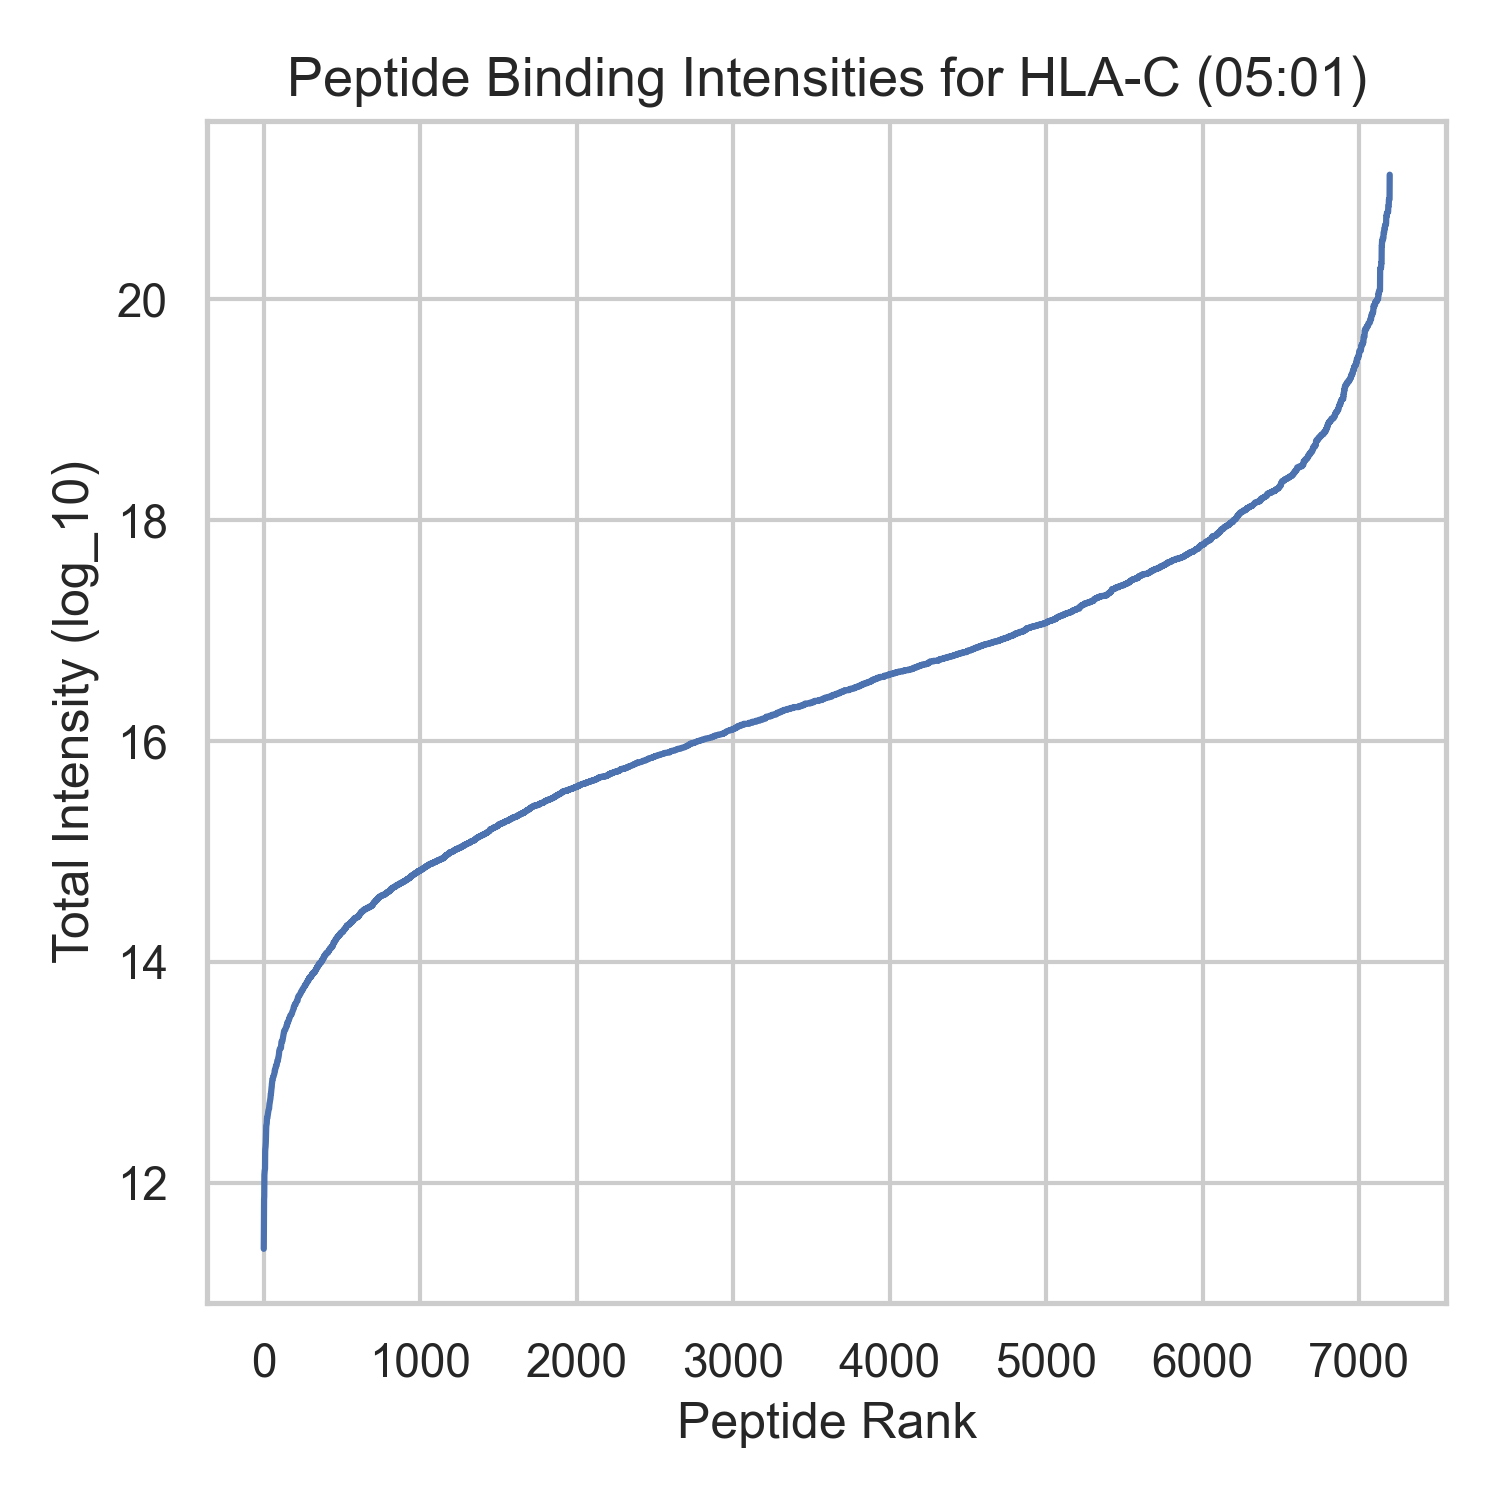 Peptide Binding Intensities for HLA-C (05:01)
Total Intensity (log_10)
20
18
16
14
12
0 1000 2000 3000 4000 5000 6000 7000
Peptide Rank